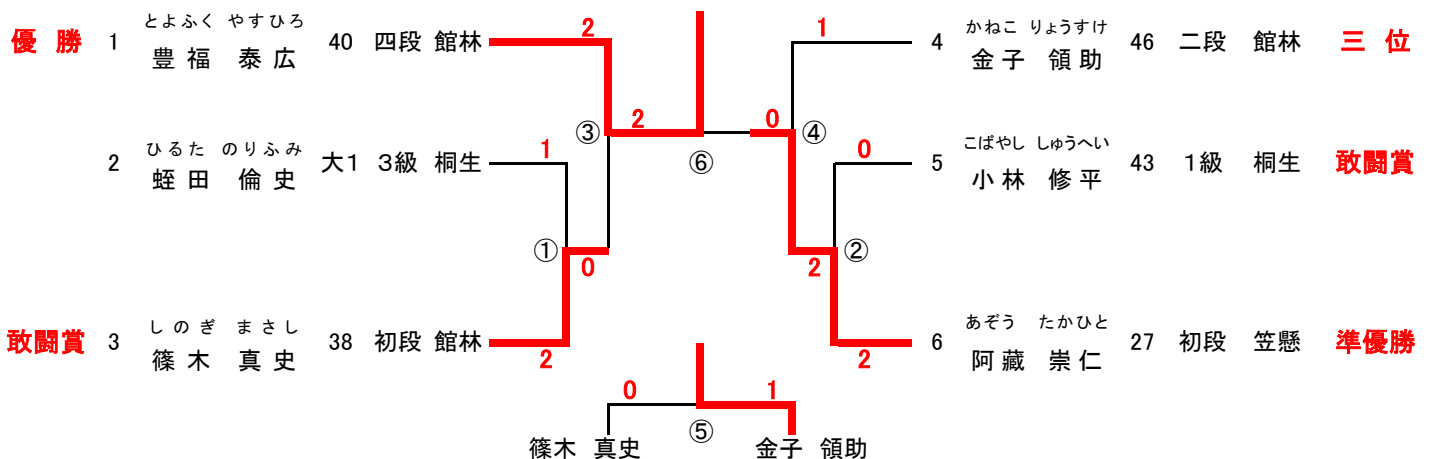 とよふく やすひろ
優 勝 1 豊 福 泰 広 40 四段 館林 2
かねこ りょうすけ
1 4 金 子 領 助 46 二段 館林 三 位
③ 2 ⑥ 0 ④
ひるた のりふみ
2 蛭 田 倫 史 大1 3級 桐生 1
こばやし しゅうへい
0 5 小 林 修 平 43 1級 桐生 敢闘賞
① 0
2 ②
しのぎ まさし
敢闘賞 3 篠 木 真 史 38 初段 館林 2
あぞう たかひと
2 6 阿 藏 崇 仁 27 初段 笠懸 準優勝
0 ⑤ 1
篠木 真史 金子 領助